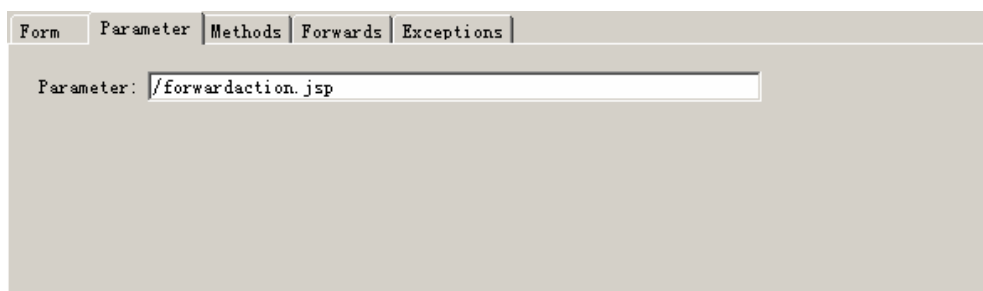 Form Parameter Methods Forwards Exceptions
Parameter: /forwardaction.jsp